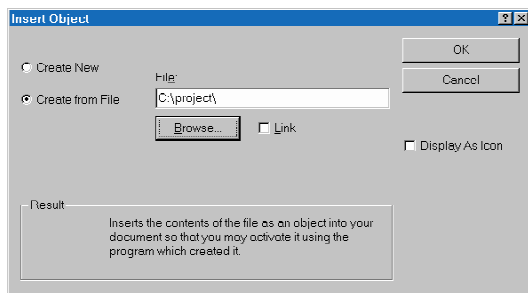 Insert Object
Create New
Create from File
File:
C:\project\
Browse...
Link
OK
Cancel
Display As Icon
Result
Inserts the contents of the file as an object into your
document so that you may activate it using the
program which created it.